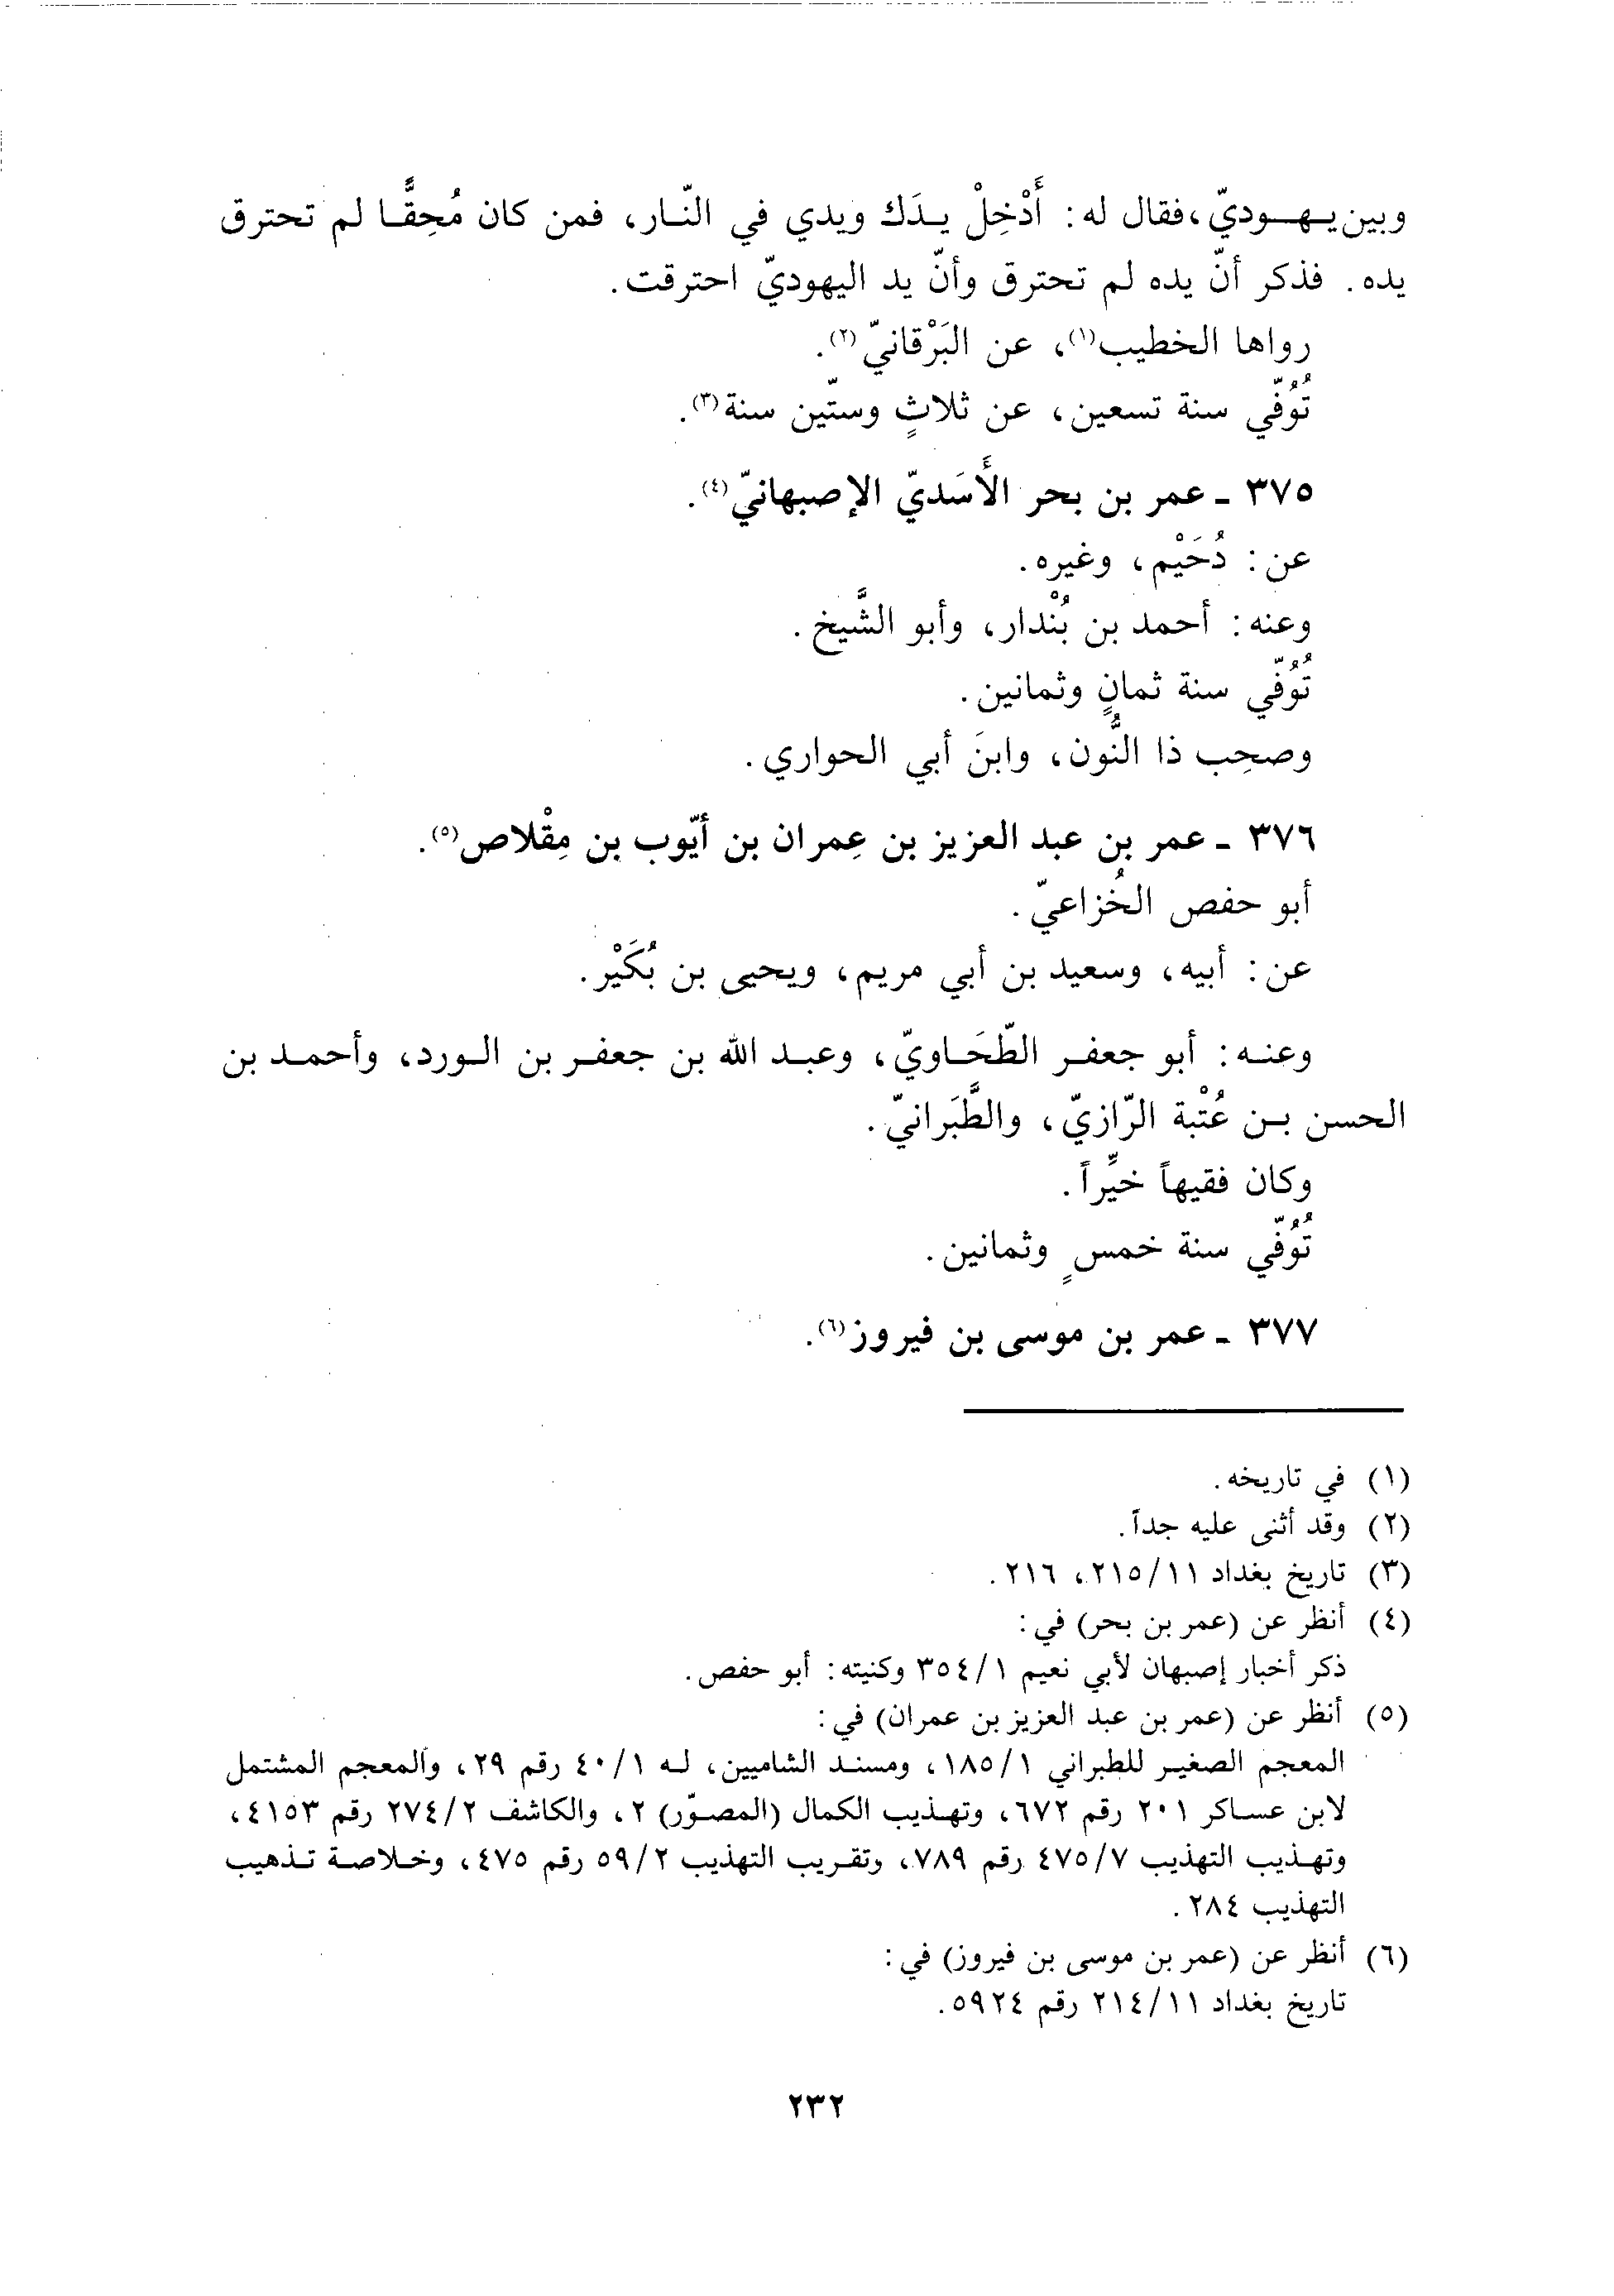 وبين يهوديّ، فقال له: أَدْخِلْ يدَك ويدي في النّار، فمن كان مُحِقًّا لم تحترق
يده. فذكر أنّ يده لم تحترق وأنّ يد اليهوديّ احترقت.
رواها الخطيب(١)، عن البَرْقانيّ(٢).
تُوُفّي سنة تسعين، عن ثلاثٍ وستّين سنة(٣).
٣٧٥ ـ عمر بن بحر الأَسَديّ الإصبهانيّ(٤).
عن: دُحَيْم، وغيره.
وعنه: أحمد بن بُنْدار، وأبو الشَّيخ.
تُوُفّي سنة ثمانٍ وثمانين.
وصحِب ذا النُّون، وابنَ أبي الحواري.
٣٧٦ ـ عمر بن عبد العزيز بن عِمران بن أيّوب بن مِقْلاص(٥).
أبو حفص الخُزاعيّ.
عن: أبيه، وسعيد بن أبي مريم، ويحيى بن بُكَيْر.
وعنه: أبو جعفر الطّحَاويّ، وعبد الله بن جعفر بن الورد، وأحمد بن
الحسن بن عُتْبة الرّازيّ، والطَّبَرانيّ.
وكان فقيهاً خيِّراً.
تُوُفّي سنة خمسٍ وثمانين.
٣٧٧ ـ عمر بن موسى بن فيروز(٦).
(١) في تاريخه.
(٢) وقد أثنى عليه جداً.
(٣) تاريخ بغداد ٢١٥/١١، ٢١٦.
(٤) أنظر عن (عمر بن بحر) في:
ذكر أخبار إصبهان لأبي نعيم ٣٥٤/١ وكنيته: أبو حفص.
(٥) أنظر عن (عمر بن عبد العزيز بن عمران) في:
المعجم الصغير للطبراني ١٨٥/١، ومسند الشاميين، له ٤٠/١ رقم ٢٩، والمعجم المشتمل
لابن عساكر ٢٠١ رقم ٦٧٢، وتهذيب الكمال (المصوّر) ٢، والكاشف ٢٧٤/٢ رقم ٤١٥٣،
وتهذيب التهذيب ٤٧٥/٧ رقم ٧٨٩، وتقريب التهذيب ٥٩/٢ رقم ٤٧٥، وخلاصة تذهيب
التهذيب ٢٨٤.
(٦) أنظر عن (عمر بن موسى بن فيروز) في:
تاريخ بغداد ٢١٤/١١ رقم ٥٩٢٤.
٢٣٢